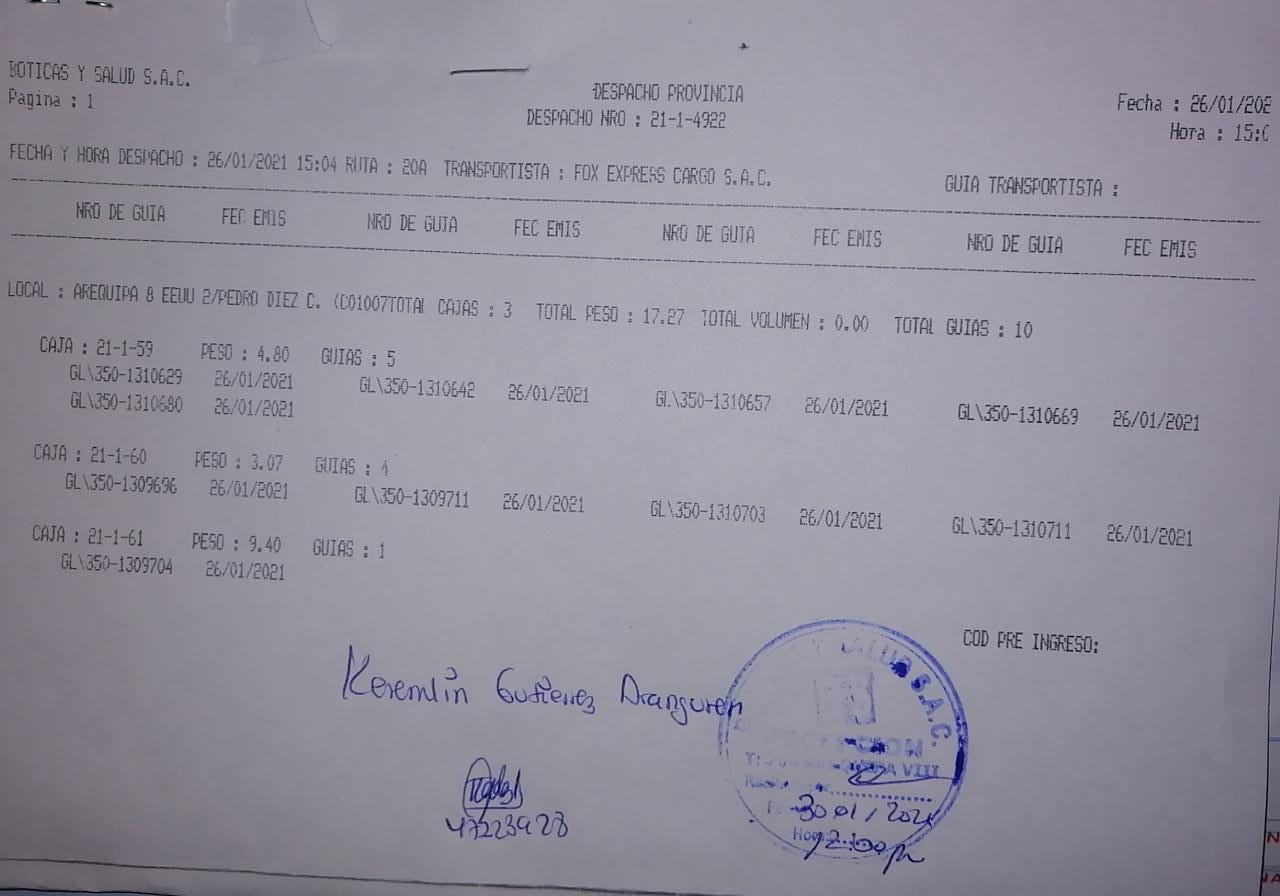 BOTICAS Y SALUD S.A.C.
Pagina : 1
DESPACHO PROVINCIA
DESPACHO NRO : 21-1-4922
Fecha : 26/01/202
Hora : 15:0
FECHA Y HORA DESPACHO : 26/01/2021 15:04 RUTA : 20A TRANSPORTISTA : FOX EXPRESS CARGO S.A.C. GUIA TRANSPORTISTA :
NRO DE GUIA FEC EMIS NRO DE GUIA FEC EMIS NRO DE GUIA FEC EMIS NRO DE GUIA FEC EMIS
LOCAL : AREQUIPA 8 EEUU 2/PEDRO DIEZ C. (C01007TOTAL CAJAS : 3 TOTAL PESO : 17.27 TOTAL VOLUMEN : 0.00 TOTAL GUIAS : 10
CAJA : 21-1-59 PESO : 4.80 GUIAS : 5
GL\350-1310629 26/01/2021 GL\350-1310642 26/01/2021 GL\350-1310657 26/01/2021 GL\350-1310669 26/01/2021
GL\350-1310680 26/01/2021
CAJA : 21-1-60 PESO : 3.07 GUIAS : 4
GL\350-1309696 26/01/2021 GL\350-1309711 26/01/2021 GL\350-1310703 26/01/2021 GL\350-1310711 26/01/2021
CAJA : 21-1-61 PESO : 9.40 GUIAS : 1
GL\350-1309704 26/01/2021
COD PRE INGRESO:
Keremlin Gutierrez Aranguren
47223928
Y SALUD S.A.C.
RECEPCION
VIII
30 01 / 2021
Hora: 12:00 pm